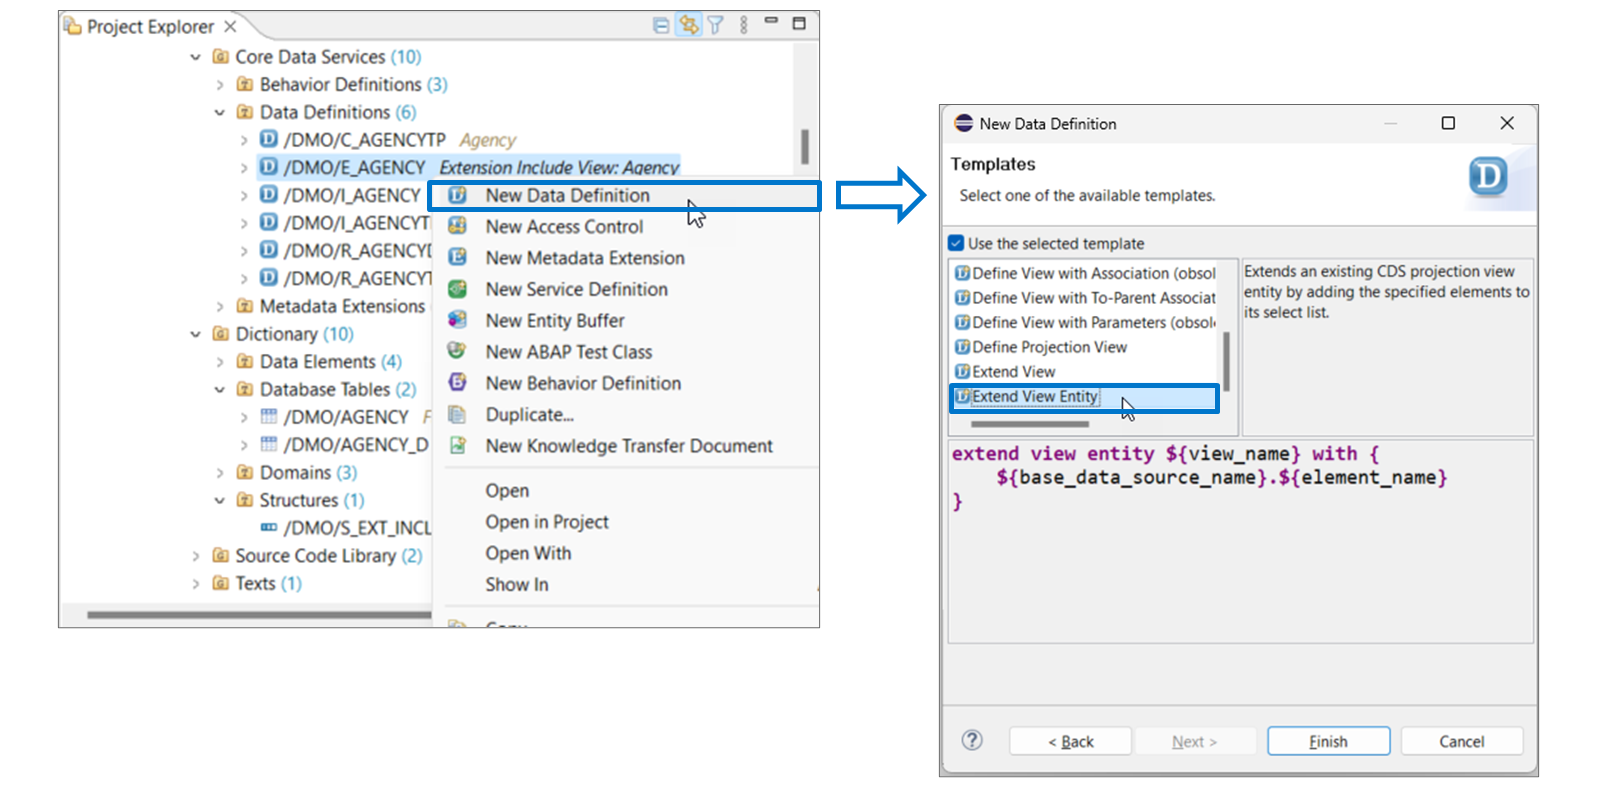 Project Explorer
Core Data Services (10)
Behavior Definitions (3)
Data Definitions (6)
/DMO/C_AGENCYTP Agency
/DMO/E_AGENCY Extension Include View: Agency
/DMO/I_AGENCY
/DMO/I_AGENCYT
/DMO/R_AGENCY
/DMO/R_AGENCYT
Metadata Extensions
Dictionary (10)
Data Elements (4)
Database Tables (2)
/DMO/AGENCY
/DMO/AGENCY_D
Domains (3)
Structures (1)
/DMO/S_EXT_INCL
Source Code Library (2)
Texts (1)
New Data Definition
New Access Control
New Metadata Extension
New Service Definition
New Entity Buffer
New ABAP Test Class
New Behavior Definition
Duplicate...
New Knowledge Transfer Document
Open
Open in Project
Open With
Show In
Copy
New Data Definition
Templates
Select one of the available templates.
D
Use the selected template
Define View with Association (obsol
Define View with To-Parent Associat
Define View with Parameters (obsol
Define Projection View
Extend View
Extend View Entity
Extends an existing CDS projection view
entity by adding the specified elements to
its select list.
extend view entity ${view_name} with {
${base_data_source_name}.${element_name}
}
?
< Back
Next >
Finish
Cancel